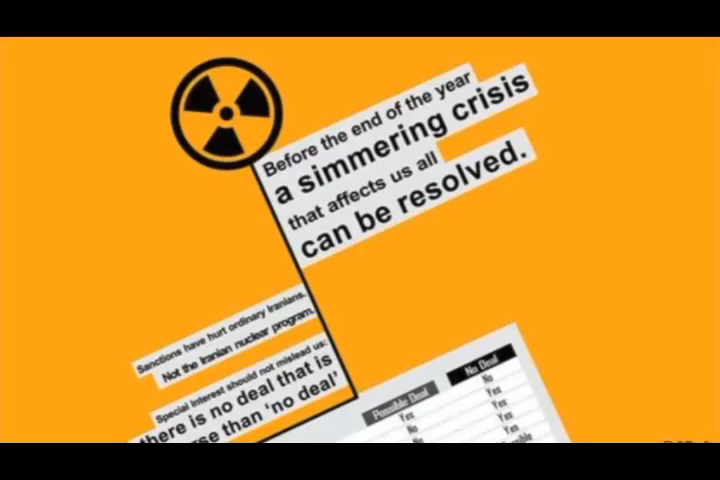 Before the end of the year
a simmering crisis
that affects us all
can be resolved.
Sanctions have hurt ordinary Iranians.
Not the Iranian nuclear program.
Special interest should not mislead us:
there is no deal that is
than 'no deal'
Possible Deal No Deal
Yes No
No Yes
Yes
Yes